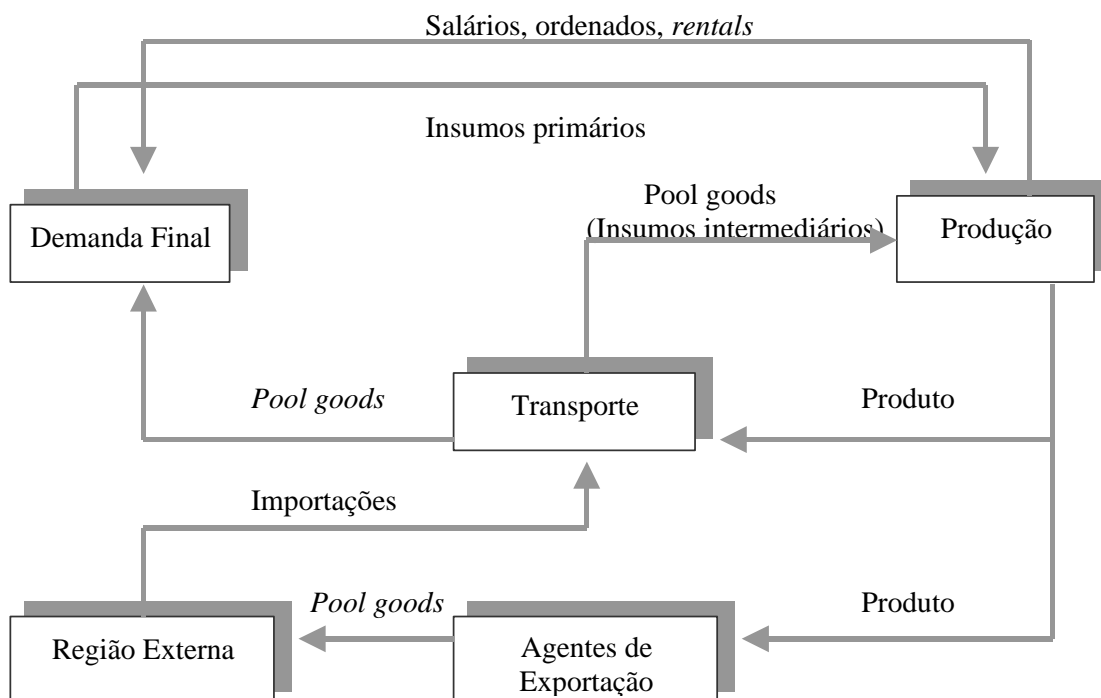 Salários, ordenados, rentals
Insumos primários
Pool goods
(Insumos intermediários)
Demanda Final
Produção
Pool goods
Transporte
Produto
Importações
Pool goods
Produto
Região Externa
Agentes de
Exportação